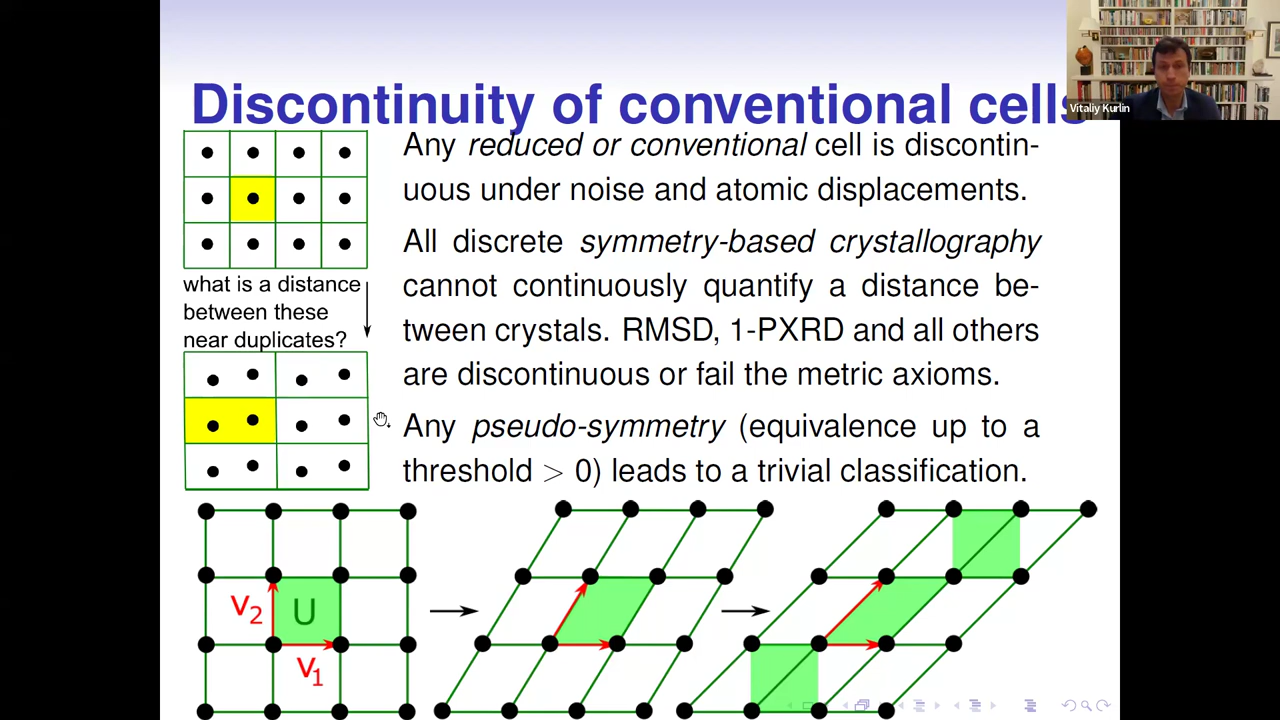 Discontinuity of conventional cells
Vitaliy Kurlin
Any reduced or conventional cell is discontin-
uous under noise and atomic displacements.
All discrete symmetry-based crystallography
cannot continuously quantify a distance be-
tween crystals. RMSD, 1-PXRD and all others
are discontinuous or fail the metric axioms.
Any pseudo-symmetry (equivalence up to a
threshold > 0) leads to a trivial classification.
what is a distance
between these
near duplicates?
v2
U
v1